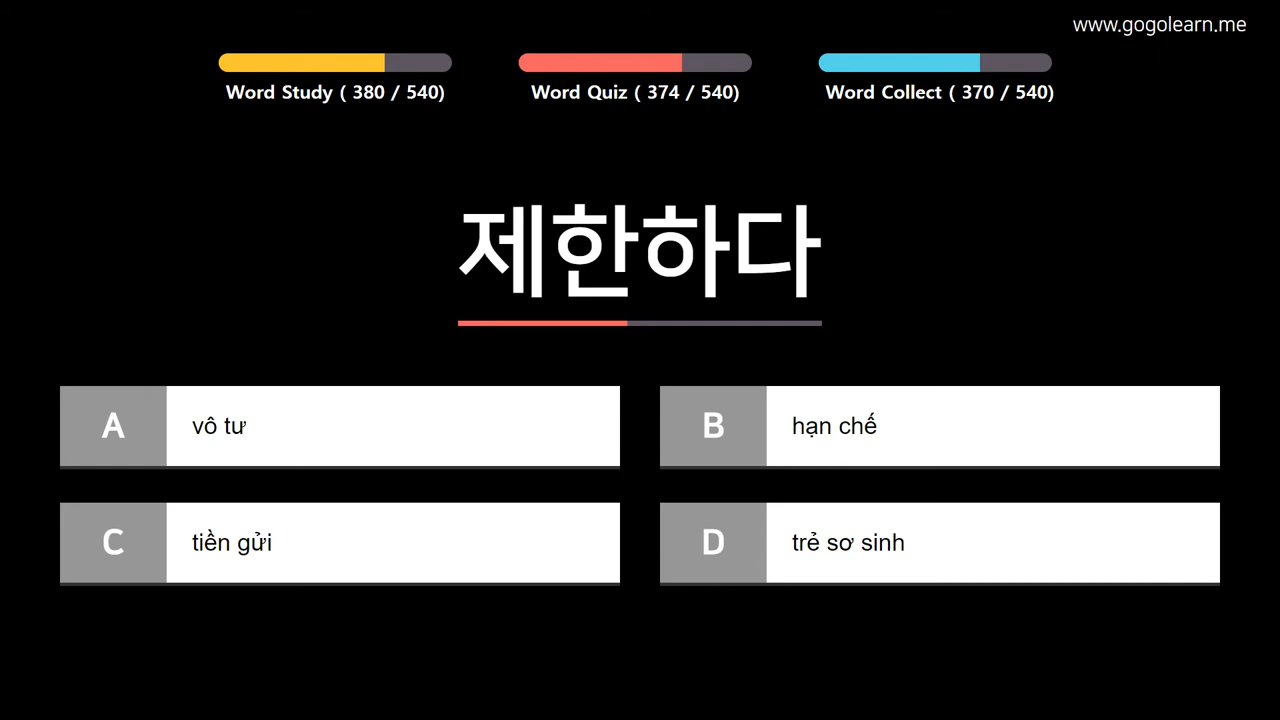 www.gogolearn.me
Word Study ( 380 / 540)
Word Quiz ( 374 / 540)
Word Collect ( 370 / 540)
제한하다
A vô tư
B hạn chế
C tiền gửi
D trẻ sơ sinh